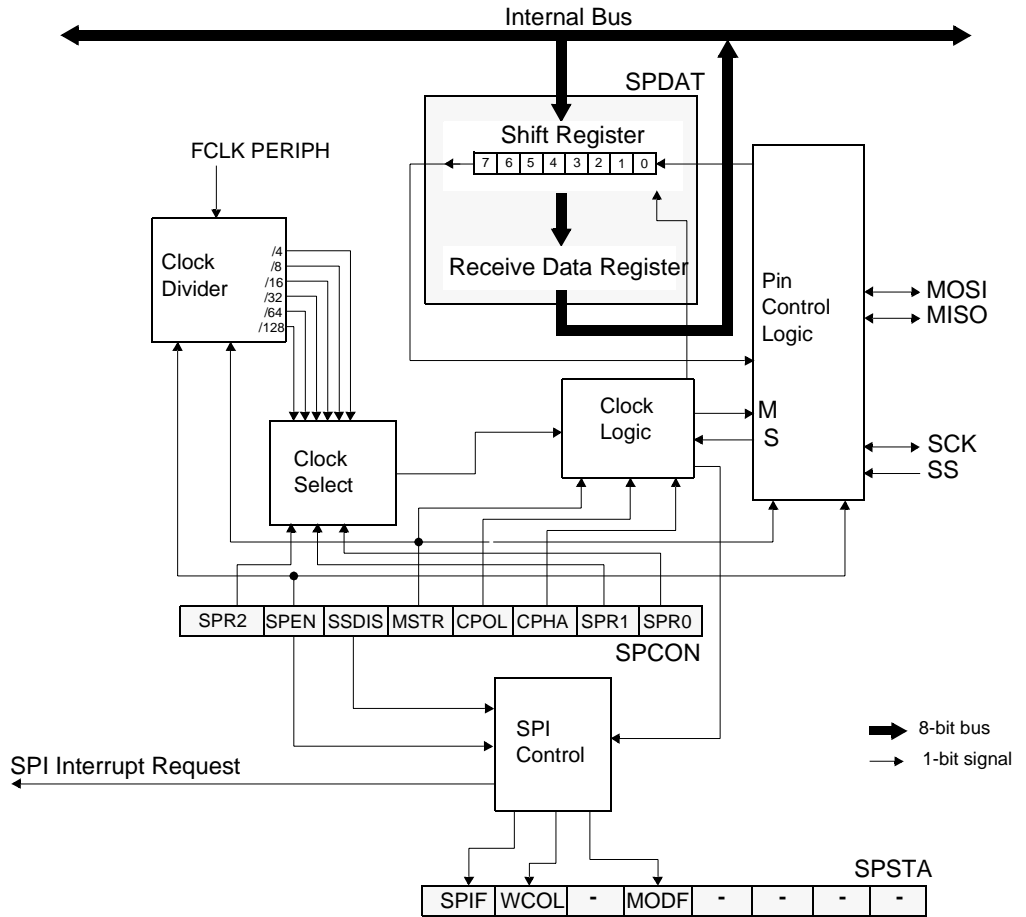 Internal Bus
SPDAT
Shift Register
7 6 5 4 3 2 1 0
FCLK PERIPH
Clock
Divider
/4
/8
/16
/32
/64
/128
Receive Data Register
Pin
Control
Logic
MOSI
MISO
Clock
Logic
M
S
SCK
SS
Clock
Select
SPR2 SPEN SSDIS MSTR CPOL CPHA SPR1 SPR0
SPCON
SPI
Control
8-bit bus
1-bit signal
SPI Interrupt Request
SPSTA
SPIF WCOL - MODF - - - -